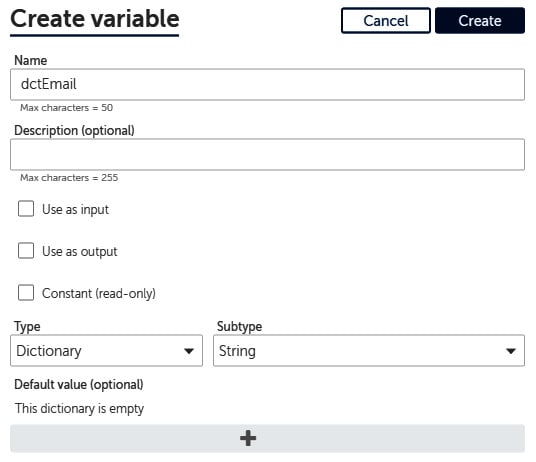 Create variable
Cancel
Create
Name
dctEmail
Max characters = 50
Description (optional)
Max characters = 255
Use as input
Use as output
Constant (read-only)
Type
Subtype
Dictionary
String
Default value (optional)
This dictionary is empty